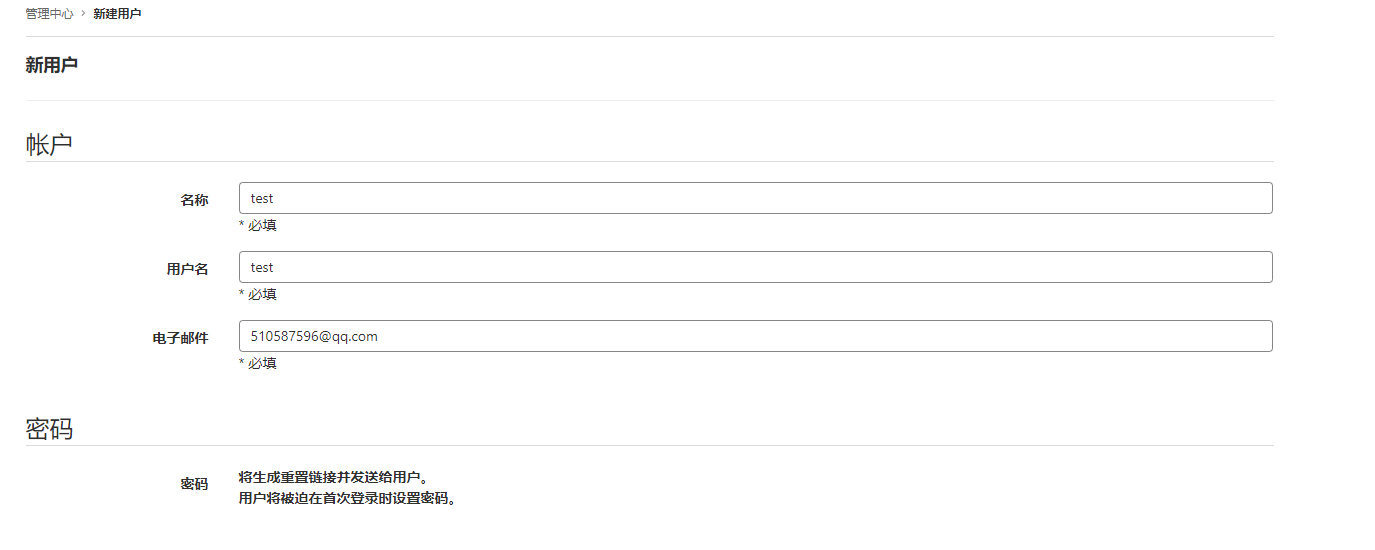 管理中心 › 新建用户
新用户
帐户
名称 test
* 必填
用户名 test
* 必填
电子邮件 510587596@qq.com
* 必填
密码
密码 将生成重置链接并发送给用户。
用户将被迫在首次登录时设置密码。